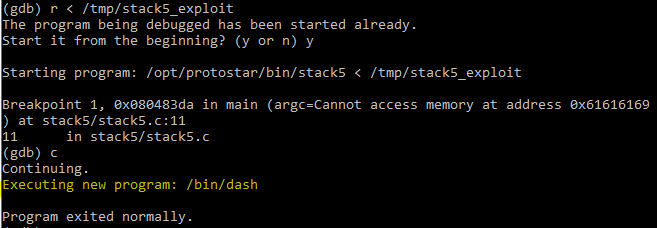 (gdb) r < /tmp/stack5_exploit
The program being debugged has been started already.
Start it from the beginning? (y or n) y
Starting program: /opt/protostar/bin/stack5 < /tmp/stack5_exploit
Breakpoint 1, 0x080483da in main (argc=Cannot access memory at address 0x61616169
) at stack5/stack5.c:11
11      in stack5/stack5.c
(gdb) c
Continuing.
Executing new program: /bin/dash
Program exited normally.